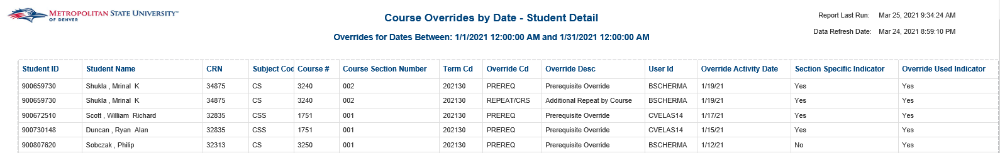 METROPOLITAN STATE UNIVERSITY™
OF DENVER
Course Overrides by Date - Student Detail
Overrides for Dates Between: 1/1/2021 12:00:00 AM and 1/31/2021 12:00:00 AM
Report Last Run: Mar 25, 2021 9:34:24 AM
Data Refresh Date: Mar 24, 2021 8:59:10 PM
Student ID Student Name CRN Subject Cod Course # Course Section Number Term Cd Override Cd Override Desc User Id Override Activity Date Section Specific Indicator Override Used Indicator
900659730 Shukla , Mrinal K 34875 CS 3240 002 202130 PREREQ Prerequisite Override BSCHERMA 1/19/21 Yes Yes
900659730 Shukla , Mrinal K 34875 CS 3240 002 202130 REPEAT/CRS Additional Repeat by Course BSCHERMA 1/19/21 Yes Yes
900672510 Scott , William Richard 32835 CSS 1751 001 202130 PREREQ Prerequisite Override CVELAS14 1/17/21 Yes Yes
900730148 Duncan , Ryan Alan 32835 CSS 1751 001 202130 PREREQ Prerequisite Override CVELAS14 1/15/21 Yes Yes
900807620 Sobczak , Philip 32313 CS 3250 001 202130 PREREQ Prerequisite Override BSCHERMA 1/12/21 No Yes